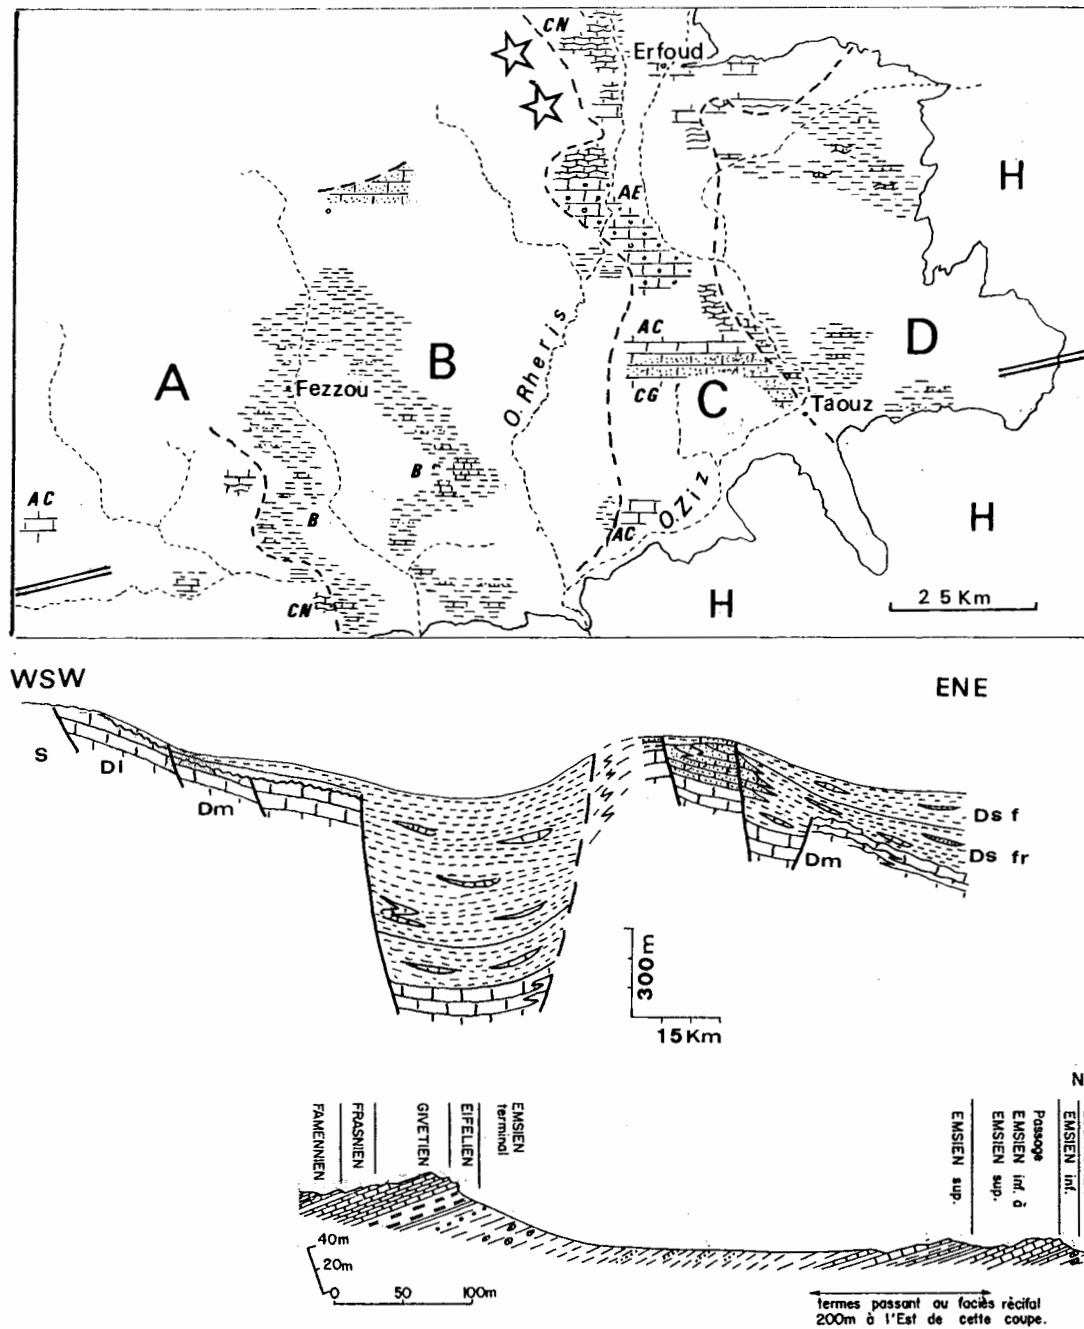 CN
Erfoud
H
AE
O. Rheris
AC
A
B
Fezzou
D
C
CG
Taouz
B
AC
B
O. Ziz
AC
H
CN
H
25 Km
WSW
ENE
S
DI
Dm
Ds f
Ds fr
Dm
300m
15Km
N
FAMENNIEN
FRASNIEN
GIVETIEN
EIFELIEN
EMSIEN
terminal
EMSIEN sup.
Passage
EMSIEN inf. à
EMSIEN sup.
EMSIEN inf.
40m
20m
0 50 100m
termes passant au faciès récifal
200m à l'Est de cette coupe.